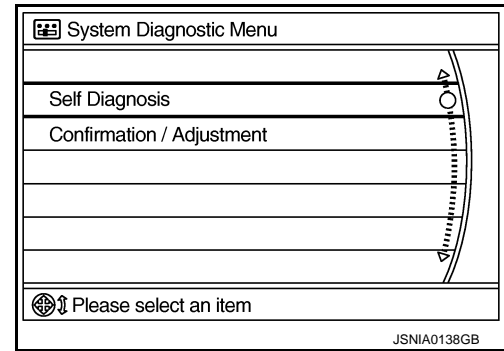 System Diagnostic Menu
Self Diagnosis
Confirmation / Adjustment
Please select an item
JSNIA0138GB